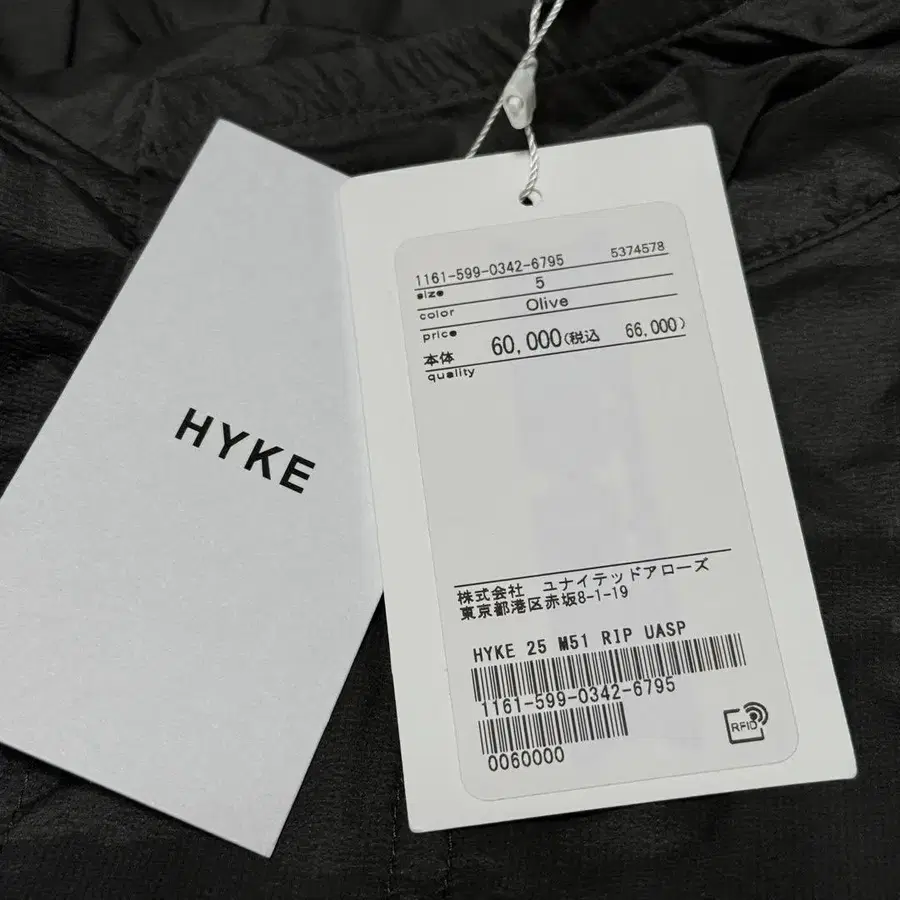 HYKE
1161-599-0342-6795 5374578
size 5
color Olive
price
本体 60,000(税込 66,000)
quality
株式会社 ユナイテッドアローズ
東京都港区赤坂8-1-19
HYKE 25 M51 RIP UASP
1161-599-0342-6795
0060000
RFID